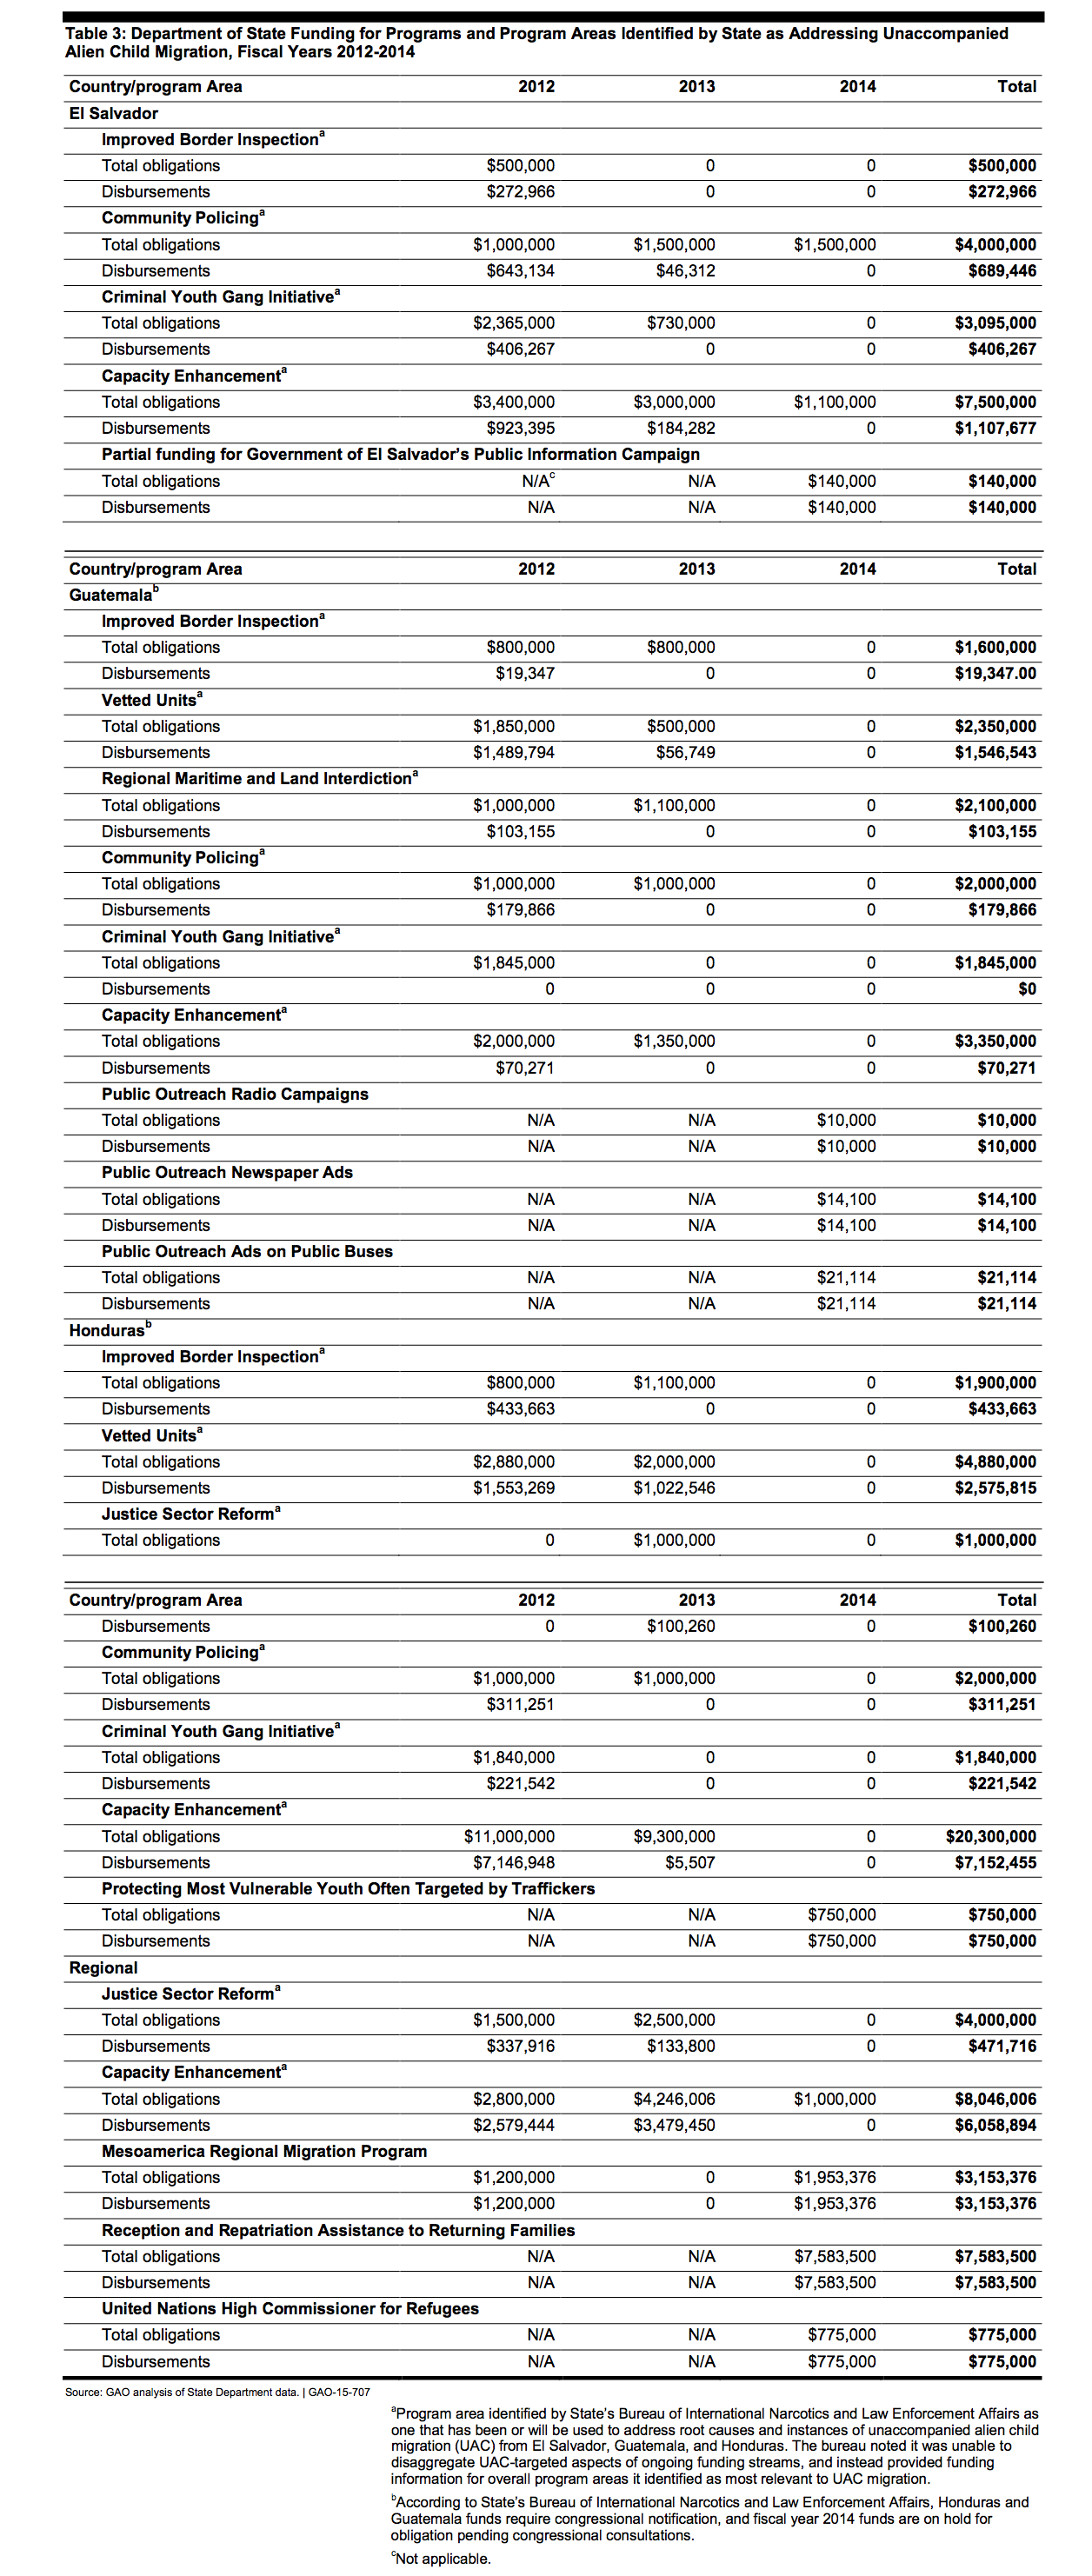 Table 3: Department of State Funding for Programs and Program Areas Identified by State as Addressing Unaccompanied
Alien Child Migration, Fiscal Years 2012-2014
Country/program Area 2012 2013 2014 Total
El Salvador
Improved Border Inspectionᵃ
Total obligations $500,000 0 0 $500,000
Disbursements $272,966 0 0 $272,966
Community Policingᵃ
Total obligations $1,000,000 $1,500,000 $1,500,000 $4,000,000
Disbursements $643,134 $46,312 0 $689,446
Criminal Youth Gang Initiativeᵃ
Total obligations $2,365,000 $730,000 0 $3,095,000
Disbursements $406,267 0 0 $406,267
Capacity Enhancementᵃ
Total obligations $3,400,000 $3,000,000 $1,100,000 $7,500,000
Disbursements $923,395 $184,282 0 $1,107,677
Partial funding for Government of El Salvador's Public Information Campaign
Total obligations N/Aᶜ N/A $140,000 $140,000
Disbursements N/A N/A $140,000 $140,000
Country/program Area 2012 2013 2014 Total
Guatemalaᵇ
Improved Border Inspectionᵃ
Total obligations $800,000 $800,000 0 $1,600,000
Disbursements $19,347 0 0 $19,347.00
Vetted Unitsᵃ
Total obligations $1,850,000 $500,000 0 $2,350,000
Disbursements $1,489,794 $56,749 0 $1,546,543
Regional Maritime and Land Interdictionᵃ
Total obligations $1,000,000 $1,100,000 0 $2,100,000
Disbursements $103,155 0 0 $103,155
Community Policingᵃ
Total obligations $1,000,000 $1,000,000 0 $2,000,000
Disbursements $179,866 0 0 $179,866
Criminal Youth Gang Initiativeᵃ
Total obligations $1,845,000 0 0 $1,845,000
Disbursements 0 0 0 $0
Capacity Enhancementᵃ
Total obligations $2,000,000 $1,350,000 0 $3,350,000
Disbursements $70,271 0 0 $70,271
Public Outreach Radio Campaigns
Total obligations N/A N/A $10,000 $10,000
Disbursements N/A N/A $10,000 $10,000
Public Outreach Newspaper Ads
Total obligations N/A N/A $14,100 $14,100
Disbursements N/A N/A $14,100 $14,100
Public Outreach Ads on Public Buses
Total obligations N/A N/A $21,114 $21,114
Disbursements N/A N/A $21,114 $21,114
Hondurasᵇ
Improved Border Inspectionᵃ
Total obligations $800,000 $1,100,000 0 $1,900,000
Disbursements $433,663 0 0 $433,663
Vetted Unitsᵃ
Total obligations $2,880,000 $2,000,000 0 $4,880,000
Disbursements $1,553,269 $1,022,546 0 $2,575,815
Justice Sector Reformᵃ
Total obligations 0 $1,000,000 0 $1,000,000
Country/program Area 2012 2013 2014 Total
Disbursements 0 $100,260 0 $100,260
Community Policingᵃ
Total obligations $1,000,000 $1,000,000 0 $2,000,000
Disbursements $311,251 0 0 $311,251
Criminal Youth Gang Initiativeᵃ
Total obligations $1,840,000 0 0 $1,840,000
Disbursements $221,542 0 0 $221,542
Capacity Enhancementᵃ
Total obligations $11,000,000 $9,300,000 0 $20,300,000
Disbursements $7,146,948 $5,507 0 $7,152,455
Protecting Most Vulnerable Youth Often Targeted by Traffickers
Total obligations N/A N/A $750,000 $750,000
Disbursements N/A N/A $750,000 $750,000
Regional
Justice Sector Reformᵃ
Total obligations $1,500,000 $2,500,000 0 $4,000,000
Disbursements $337,916 $133,800 0 $471,716
Capacity Enhancementᵃ
Total obligations $2,800,000 $4,246,006 $1,000,000 $8,046,006
Disbursements $2,579,444 $3,479,450 0 $6,058,894
Mesoamerica Regional Migration Program
Total obligations $1,200,000 0 $1,953,376 $3,153,376
Disbursements $1,200,000 0 $1,953,376 $3,153,376
Reception and Repatriation Assistance to Returning Families
Total obligations N/A N/A $7,583,500 $7,583,500
Disbursements N/A N/A $7,583,500 $7,583,500
United Nations High Commissioner for Refugees
Total obligations N/A N/A $775,000 $775,000
Disbursements N/A N/A $775,000 $775,000
Source: GAO analysis of State Department data. | GAO-15-707
ᵃProgram area identified by State's Bureau of International Narcotics and Law Enforcement Affairs as
one that has been or will be used to address root causes and instances of unaccompanied alien child
migration (UAC) from El Salvador, Guatemala, and Honduras. The bureau noted it was unable to
disaggregate UAC-targeted aspects of ongoing funding streams, and instead provided funding
information for overall program areas it identified as most relevant to UAC migration.
ᵇAccording to State's Bureau of International Narcotics and Law Enforcement Affairs, Honduras and
Guatemala funds require congressional notification, and fiscal year 2014 funds are on hold for
obligation pending congressional consultations.
ᶜNot applicable.